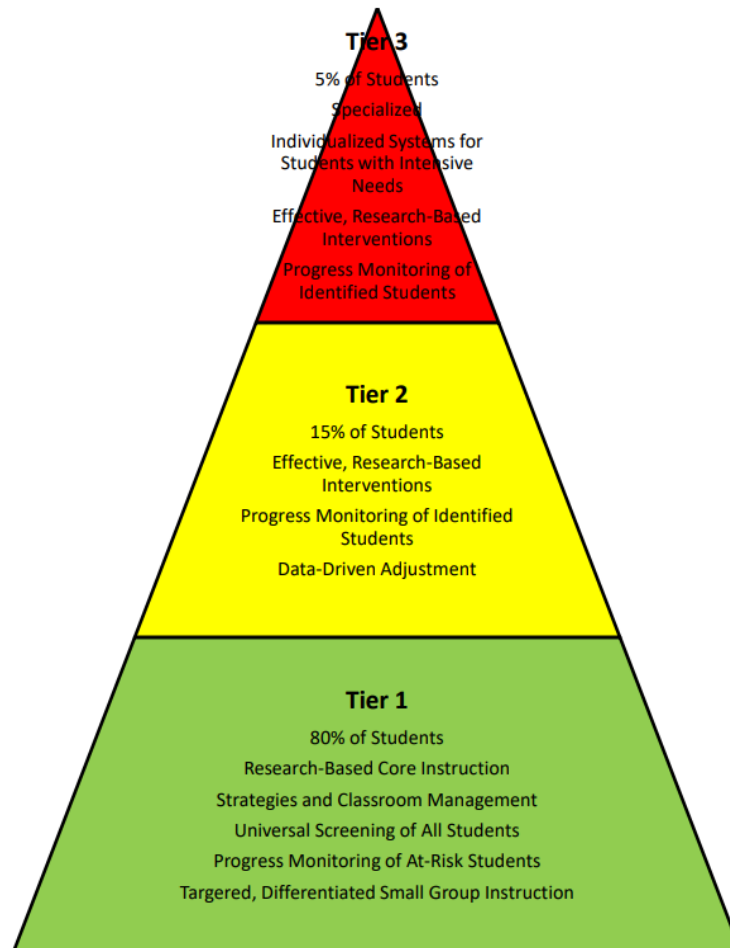 Tier 3
5% of Students
Specialized
Individualized Systems for
Students with Intensive
Needs
Effective, Research-Based
Interventions
Progress Monitoring of
Identified Students
Tier 2
15% of Students
Effective, Research-Based
Interventions
Progress Monitoring of Identified
Students
Data-Driven Adjustment
Tier 1
80% of Students
Research-Based Core Instruction
Strategies and Classroom Management
Universal Screening of All Students
Progress Monitoring of At-Risk Students
Targered, Differentiated Small Group Instruction